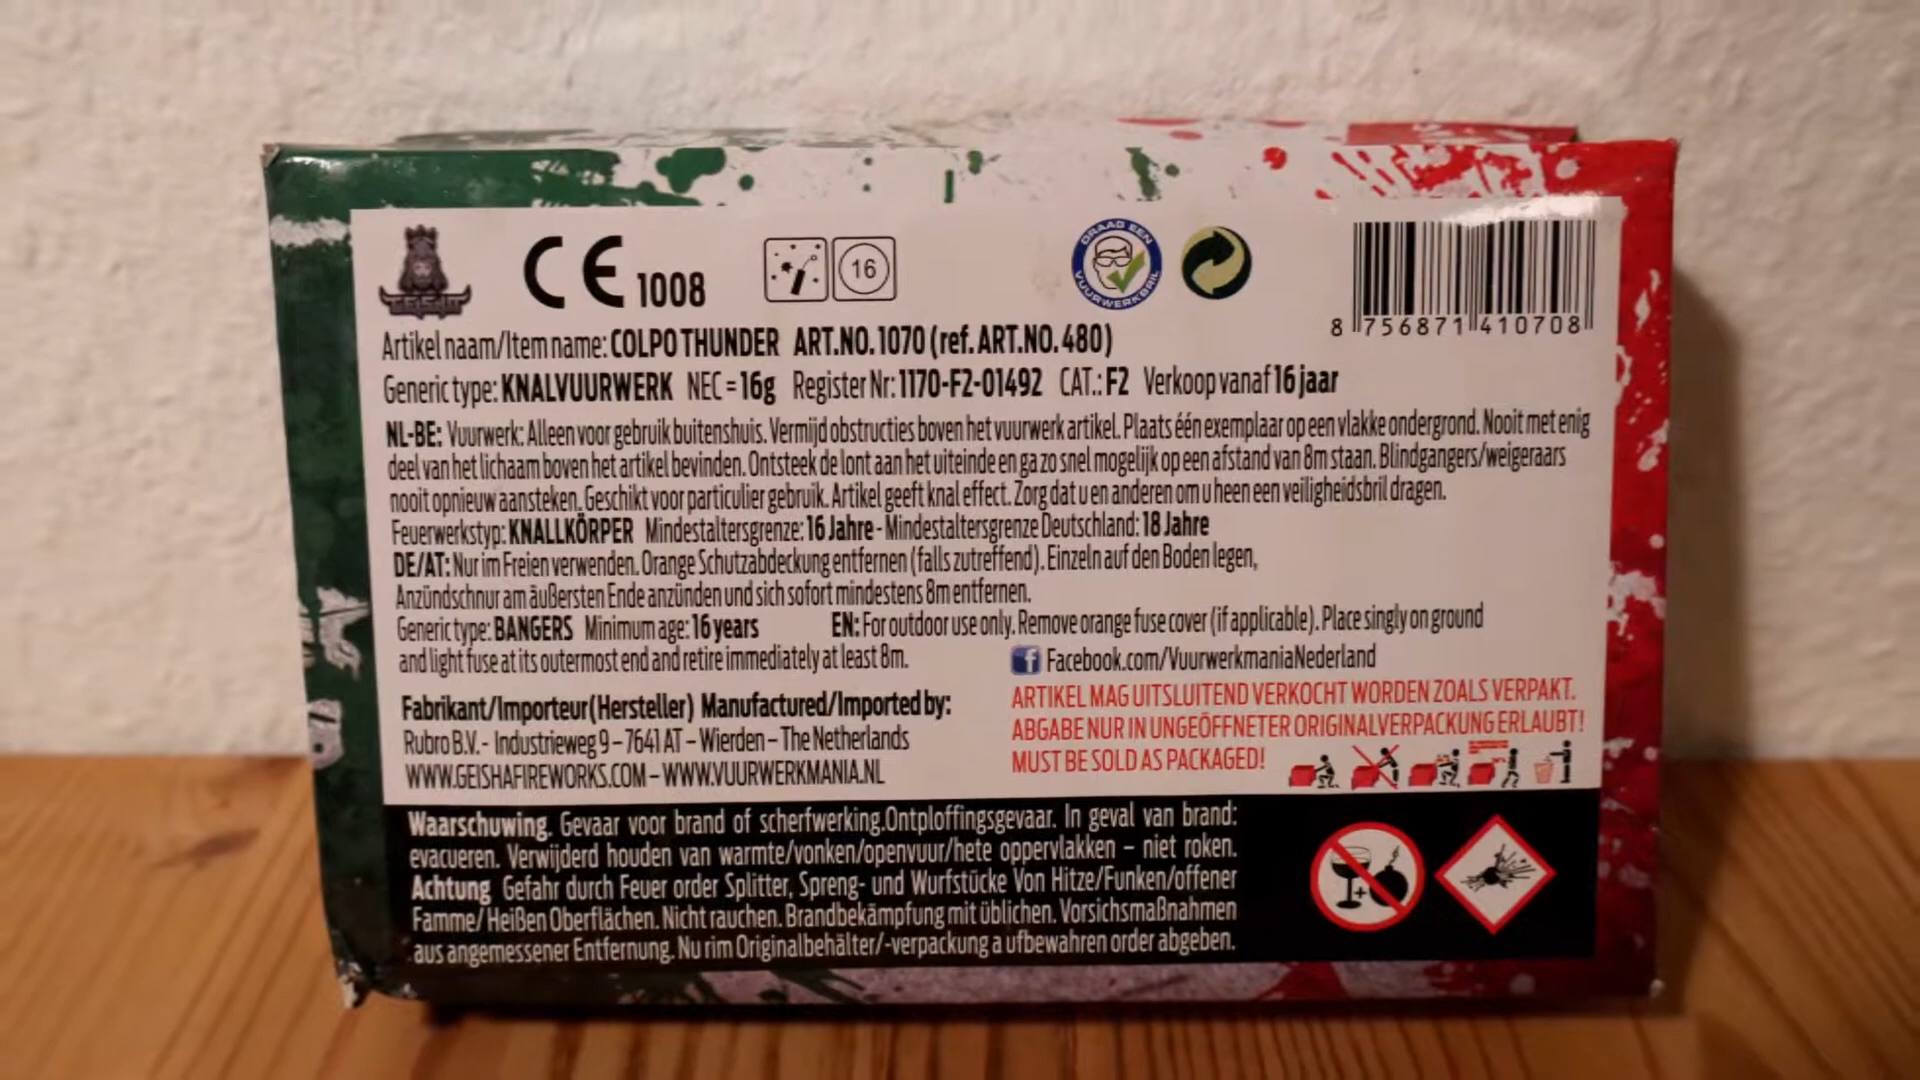 GEISHA
CE 1008
16
DRAAG EEN VUURWERKBRIL
8 756871 410708
Artikel naam/Item name: COLPO THUNDER ART.NO. 1070 (ref. ART.NO. 480)
Generic type: KNALVUURWERK NEC = 16g Register Nr: 1170-F2-01492 CAT.: F2 Verkoop vanaf 16 jaar
NL-BE: Vuurwerk: Alleen voor gebruik buitenshuis. Vermijd obstructies boven het vuurwerk artikel. Plaats één exemplaar op een vlakke ondergrond. Nooit met enig
deel van het lichaam boven het artikel bevinden. Ontsteek de lont aan het uiteinde en ga zo snel mogelijk op een afstand van 8m staan. Blindgangers/weigeraars
nooit opnieuw aansteken. Geschikt voor particulier gebruik. Artikel geeft knal effect. Zorg dat u en anderen om u heen een veiligheidsbril dragen.
Feuerwerkstyp: KNALLKÖRPER Mindestaltersgrenze: 16 Jahre - Mindestaltersgrenze Deutschland: 18 Jahre
DE/AT: Nur im Freien verwenden. Orange Schutzabdeckung entfernen (falls zutreffend). Einzeln auf den Boden legen,
Anzündschnur am äußersten Ende anzünden und sich sofort mindestens 8m entfernen.
Generic type: BANGERS Minimum age: 16 years EN: For outdoor use only. Remove orange fuse cover (if applicable). Place singly on ground
and light fuse at its outermost end and retire immediately at least 8m.
Facebook.com/VuurwerkmaniaNederland
Fabrikant/Importeur(Hersteller) Manufactured/Imported by:
Rubro B.V. - Industrieweg 9 – 7641 AT – Wierden – The Netherlands
WWW.GEISHAFIREWORKS.COM – WWW.VUURWERKMANIA.NL
ARTIKEL MAG UITSLUITEND VERKOCHT WORDEN ZOALS VERPAKT.
ABGABE NUR IN UNGEÖFFNETER ORIGINALVERPACKUNG ERLAUBT!
MUST BE SOLD AS PACKAGED!
Waarschuwing. Gevaar voor brand of scherfwerking.Ontploffingsgevaar. In geval van brand:
evacueren. Verwijderd houden van warmte/vonken/openvuur/hete oppervlakken – niet roken.
Achtung Gefahr durch Feuer order Splitter, Spreng- und Wurfstücke Von Hitze/Funken/offener
Famme/ Heißen Oberflächen. Nicht rauchen. Brandbekämpfung mit üblichen. Vorsichsmaßnahmen
aus angemessener Entfernung. Nu rim Originalbehälter/-verpackung a ufbewahren order abgeben.